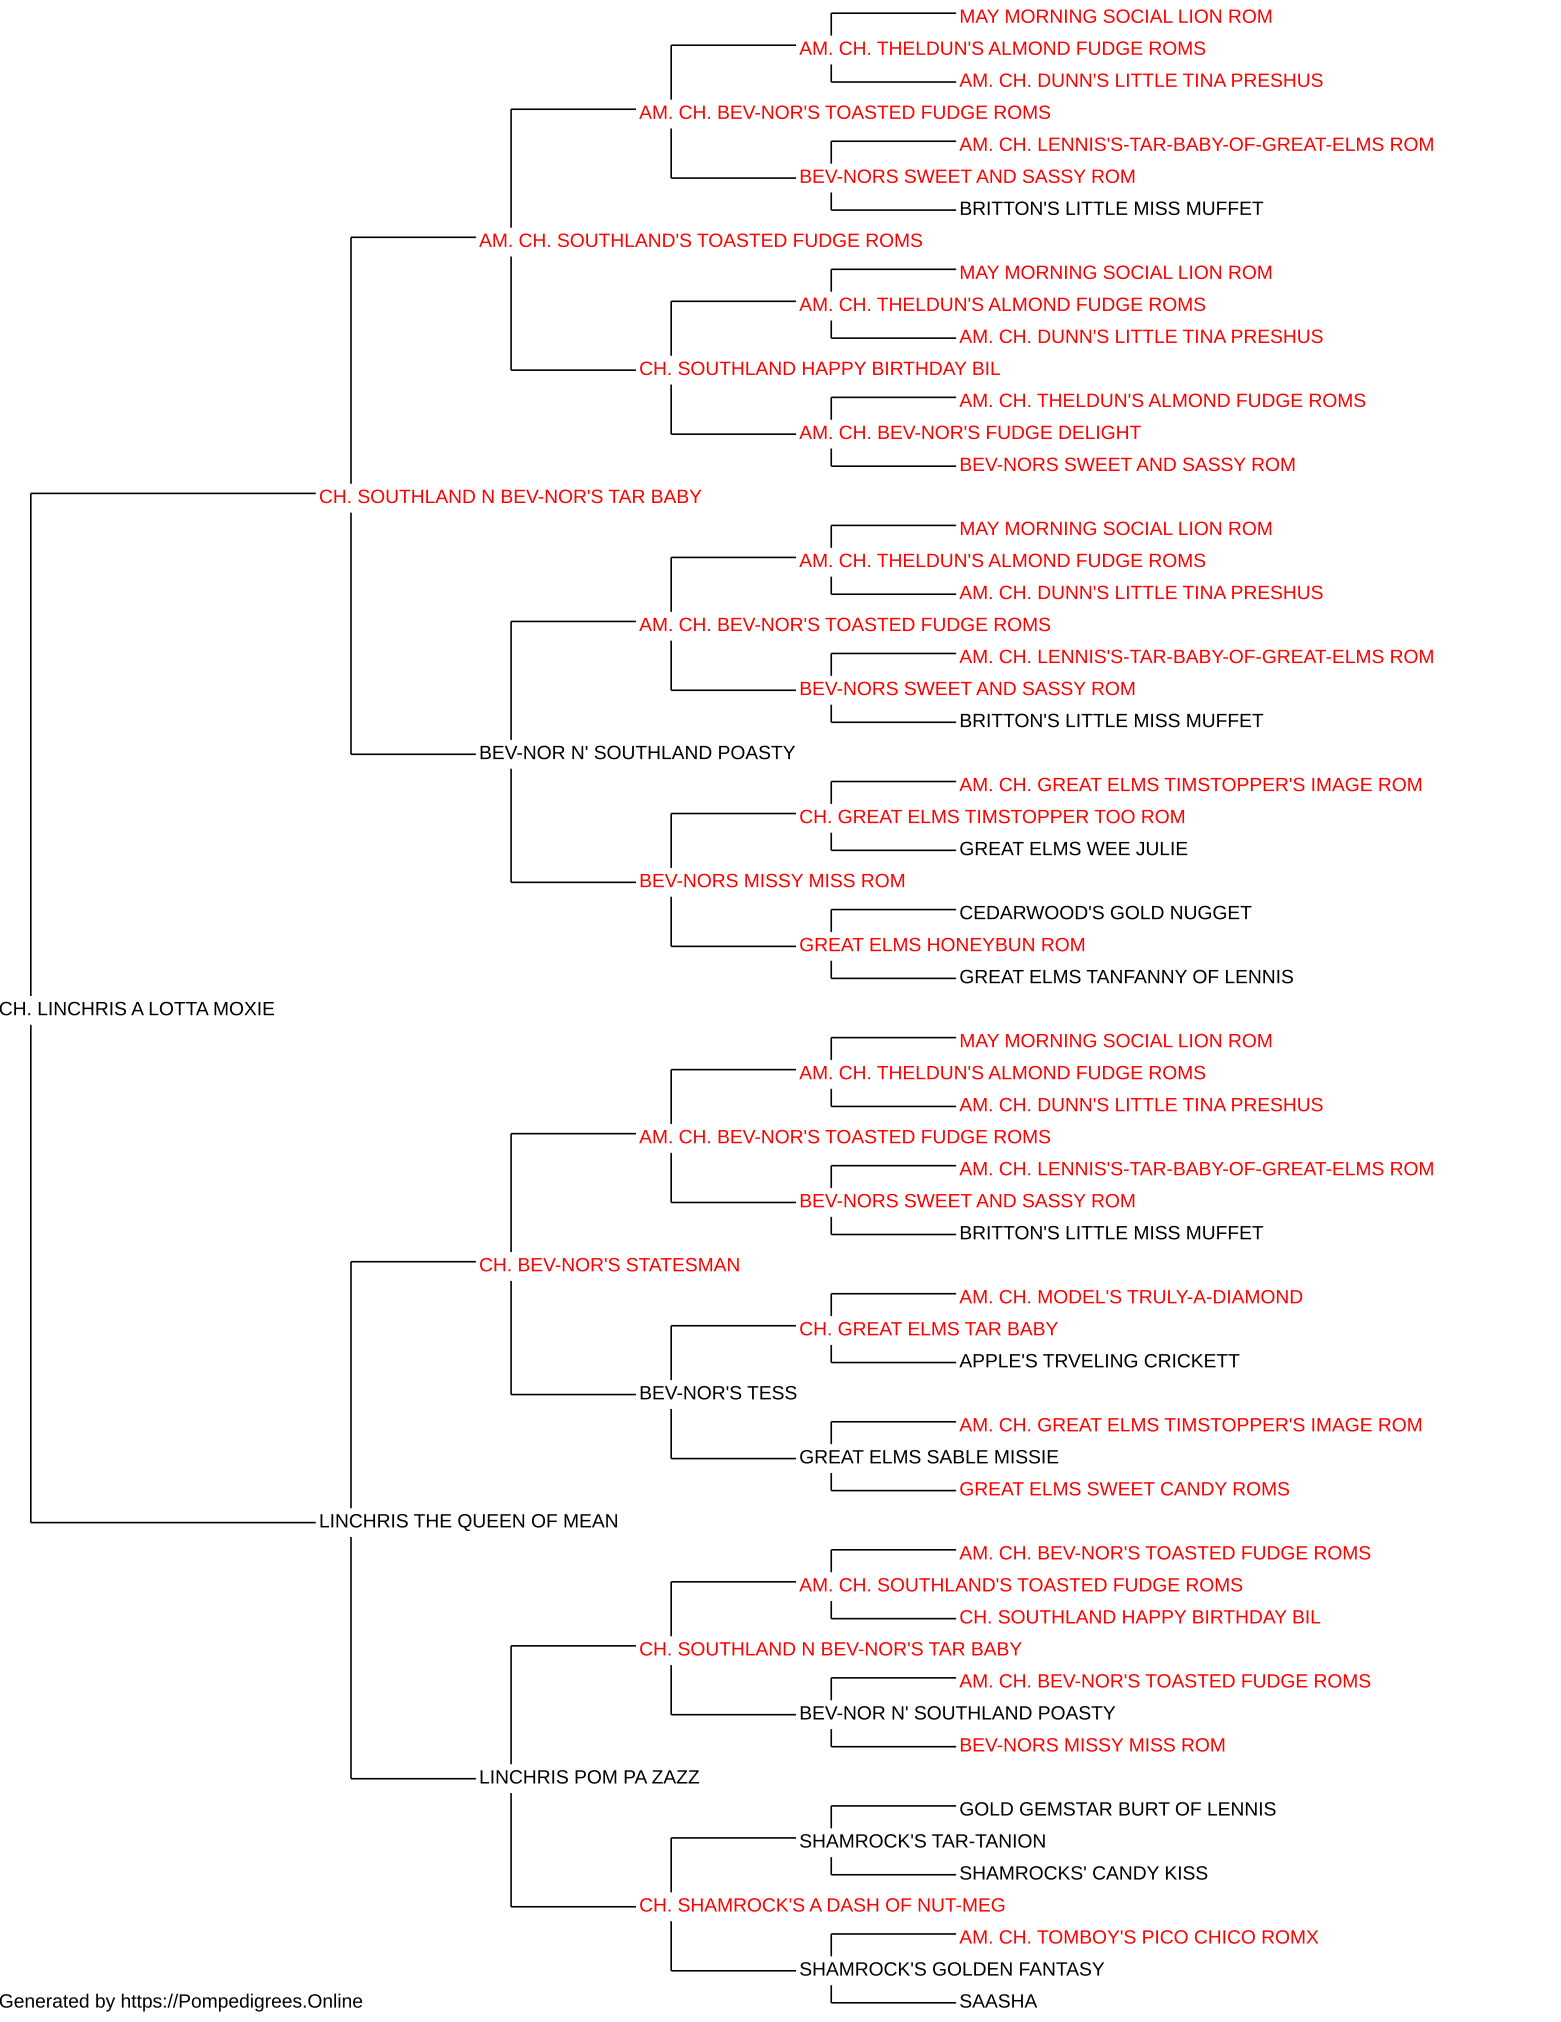 MAY MORNING SOCIAL LION ROM
AM. CH. THELDUN'S ALMOND FUDGE ROMS
AM. CH. DUNN'S LITTLE TINA PRESHUS
AM. CH. BEV-NOR'S TOASTED FUDGE ROMS
AM. CH. LENNIS'S-TAR-BABY-OF-GREAT-ELMS ROM
BEV-NORS SWEET AND SASSY ROM
BRITTON'S LITTLE MISS MUFFET
AM. CH. SOUTHLAND'S TOASTED FUDGE ROMS
MAY MORNING SOCIAL LION ROM
AM. CH. THELDUN'S ALMOND FUDGE ROMS
AM. CH. DUNN'S LITTLE TINA PRESHUS
CH. SOUTHLAND HAPPY BIRTHDAY BIL
AM. CH. THELDUN'S ALMOND FUDGE ROMS
AM. CH. BEV-NOR'S FUDGE DELIGHT
BEV-NORS SWEET AND SASSY ROM
CH. SOUTHLAND N BEV-NOR'S TAR BABY
MAY MORNING SOCIAL LION ROM
AM. CH. THELDUN'S ALMOND FUDGE ROMS
AM. CH. DUNN'S LITTLE TINA PRESHUS
AM. CH. BEV-NOR'S TOASTED FUDGE ROMS
AM. CH. LENNIS'S-TAR-BABY-OF-GREAT-ELMS ROM
BEV-NORS SWEET AND SASSY ROM
BRITTON'S LITTLE MISS MUFFET
BEV-NOR N' SOUTHLAND POASTY
AM. CH. GREAT ELMS TIMSTOPPER'S IMAGE ROM
CH. GREAT ELMS TIMSTOPPER TOO ROM
GREAT ELMS WEE JULIE
BEV-NORS MISSY MISS ROM
CEDARWOOD'S GOLD NUGGET
GREAT ELMS HONEYBUN ROM
GREAT ELMS TANFANNY OF LENNIS
CH. LINCHRIS A LOTTA MOXIE
MAY MORNING SOCIAL LION ROM
AM. CH. THELDUN'S ALMOND FUDGE ROMS
AM. CH. DUNN'S LITTLE TINA PRESHUS
AM. CH. BEV-NOR'S TOASTED FUDGE ROMS
AM. CH. LENNIS'S-TAR-BABY-OF-GREAT-ELMS ROM
BEV-NORS SWEET AND SASSY ROM
BRITTON'S LITTLE MISS MUFFET
CH. BEV-NOR'S STATESMAN
AM. CH. MODEL'S TRULY-A-DIAMOND
CH. GREAT ELMS TAR BABY
APPLE'S TRVELING CRICKETT
BEV-NOR'S TESS
AM. CH. GREAT ELMS TIMSTOPPER'S IMAGE ROM
GREAT ELMS SABLE MISSIE
GREAT ELMS SWEET CANDY ROMS
LINCHRIS THE QUEEN OF MEAN
AM. CH. BEV-NOR'S TOASTED FUDGE ROMS
AM. CH. SOUTHLAND'S TOASTED FUDGE ROMS
CH. SOUTHLAND HAPPY BIRTHDAY BIL
CH. SOUTHLAND N BEV-NOR'S TAR BABY
AM. CH. BEV-NOR'S TOASTED FUDGE ROMS
BEV-NOR N' SOUTHLAND POASTY
BEV-NORS MISSY MISS ROM
LINCHRIS POM PA ZAZZ
GOLD GEMSTAR BURT OF LENNIS
SHAMROCK'S TAR-TANION
SHAMROCKS' CANDY KISS
CH. SHAMROCK'S A DASH OF NUT-MEG
AM. CH. TOMBOY'S PICO CHICO ROMX
SHAMROCK'S GOLDEN FANTASY
SAASHA
Generated by https://Pompedigrees.Online